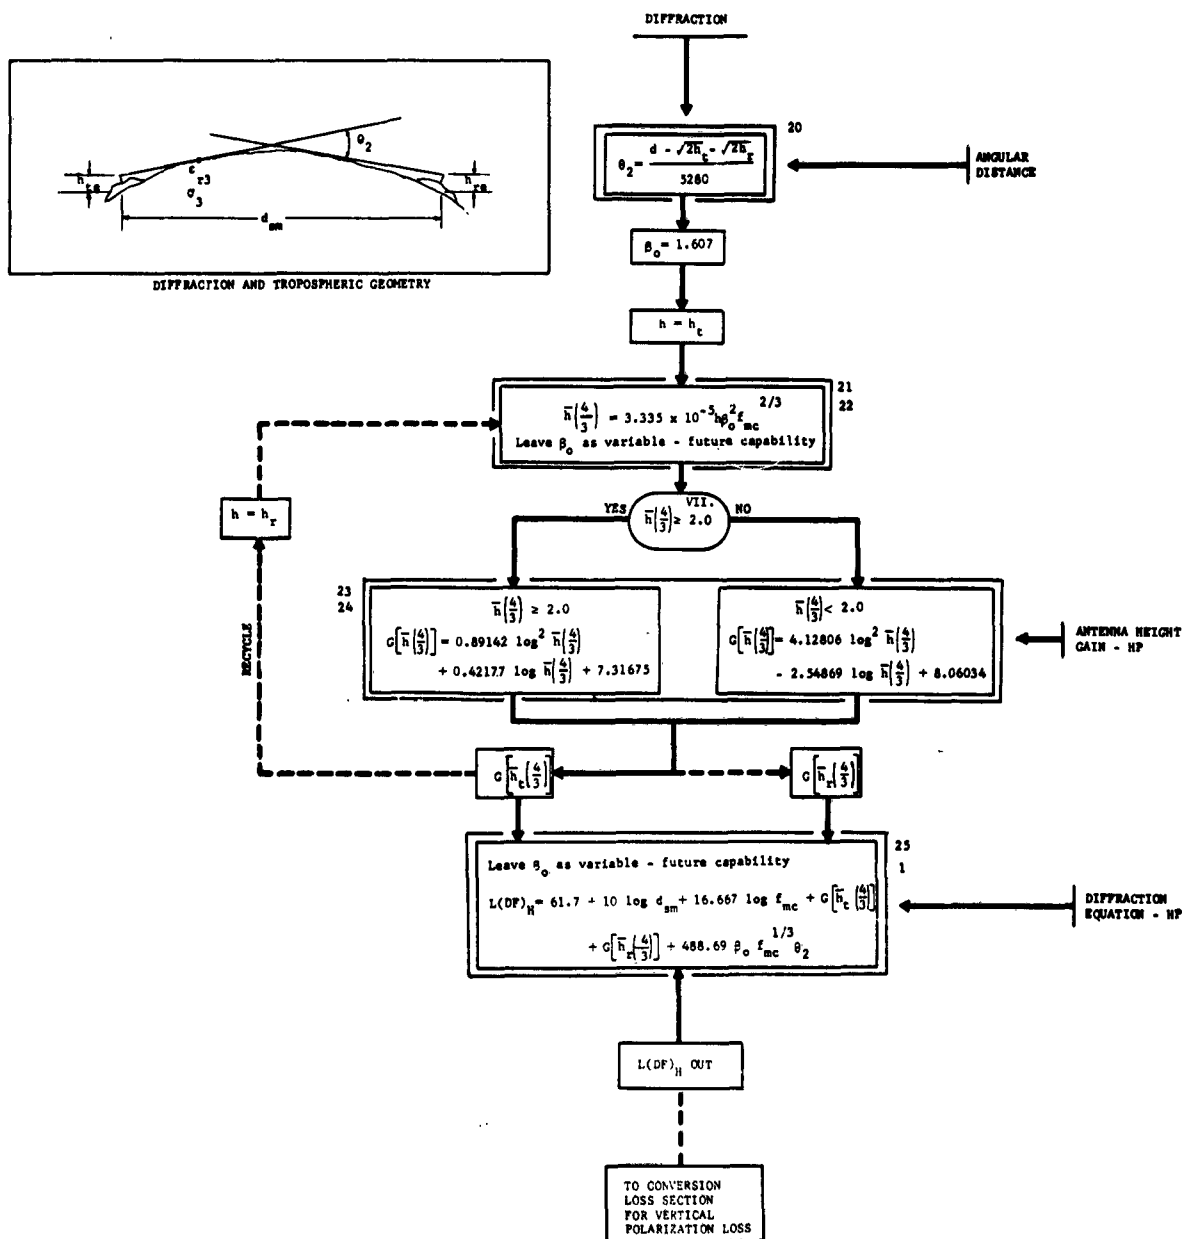 DIFFRACTION
θ₂
εr3
σ₃
hte
hre
dsm
DIFFRACTION AND TROPOSPHERIC GEOMETRY
20
θ₂ = (d - √2hₜ - √2hᵣ) / 5280
ANGULAR
DISTANCE
β₀ = 1.607
h = hₜ
21
22
h̅(4/3) = 3.335 x 10⁻⁵hβ₀²fmc^2/3
Leave β₀ as variable - future capability
h = hᵣ
RECYCLE
YES
VII.
h̅(4/3) ≥ 2.0
NO
23
24
h̅(4/3) ≥ 2.0
G[h̅(4/3)] = 0.89142 log² h̅(4/3)
+ 0.42177 log h̅(4/3) + 7.31675
h̅(4/3) < 2.0
G[h̅(4/3)] = 4.12806 log² h̅(4/3)
- 2.54869 log h̅(4/3) + 8.06034
ANTENNA HEIGHT
GAIN - HP
G[h̅ₜ(4/3)]
G[h̅ᵣ(4/3)]
25
1
Leave β₀ as variable - future capability
L(DF)H = 61.7 + 10 log dsm + 16.667 log fmc + G[h̅ₜ(4/3)]
+ G[h̅ᵣ(4/3)] + 488.69 β₀ fmc^1/3 θ₂
DIFFRACTION
EQUATION - HP
L(DF)H OUT
TO CONVERSION
LOSS SECTION
FOR VERTICAL
POLARIZATION LOSS